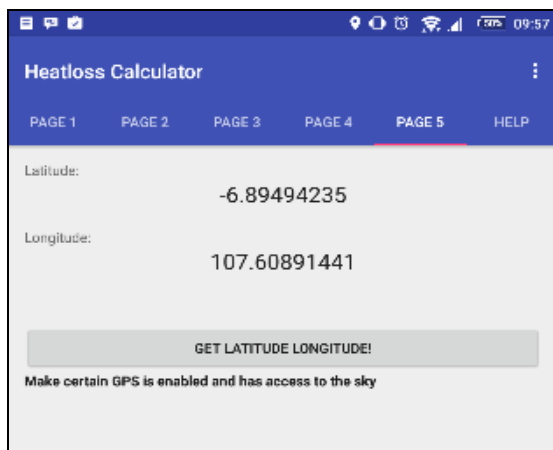 09:57
Heatloss Calculator
PAGE 1 PAGE 2 PAGE 3 PAGE 4 PAGE 5 HELP
Latitude:
-6.89494235
Longitude:
107.60891441
GET LATITUDE LONGITUDE!
Make certain GPS is enabled and has access to the sky